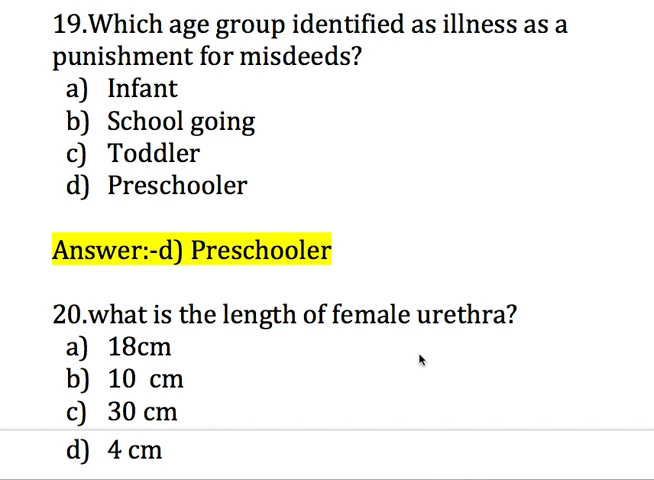 19.Which age group identified as illness as a
punishment for misdeeds?
a) Infant
b) School going
c) Toddler
d) Preschooler
Answer:-d) Preschooler
20.what is the length of female urethra?
a) 18cm
b) 10 cm
c) 30 cm
d) 4 cm